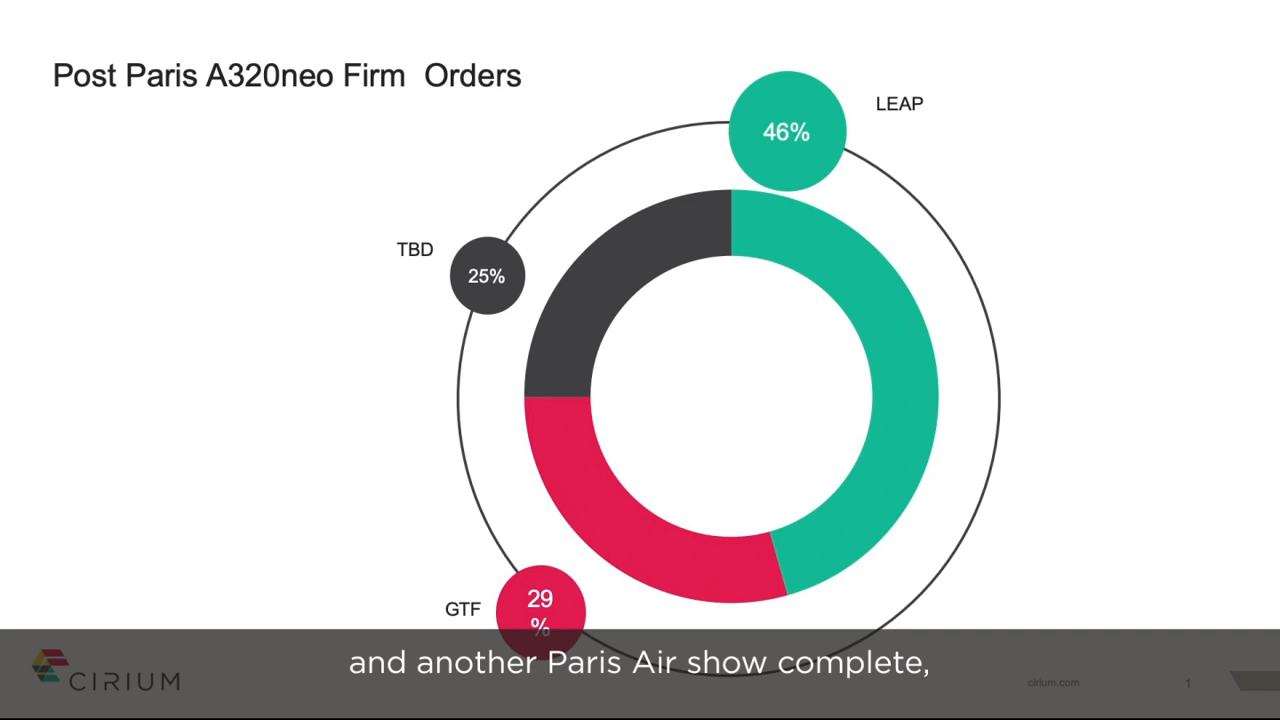 Post Paris A320neo Firm  Orders
LEAP
46%
TBD
25%
GTF
29
%
and another Paris Air show complete,
CIRIUM
cirium.com
1